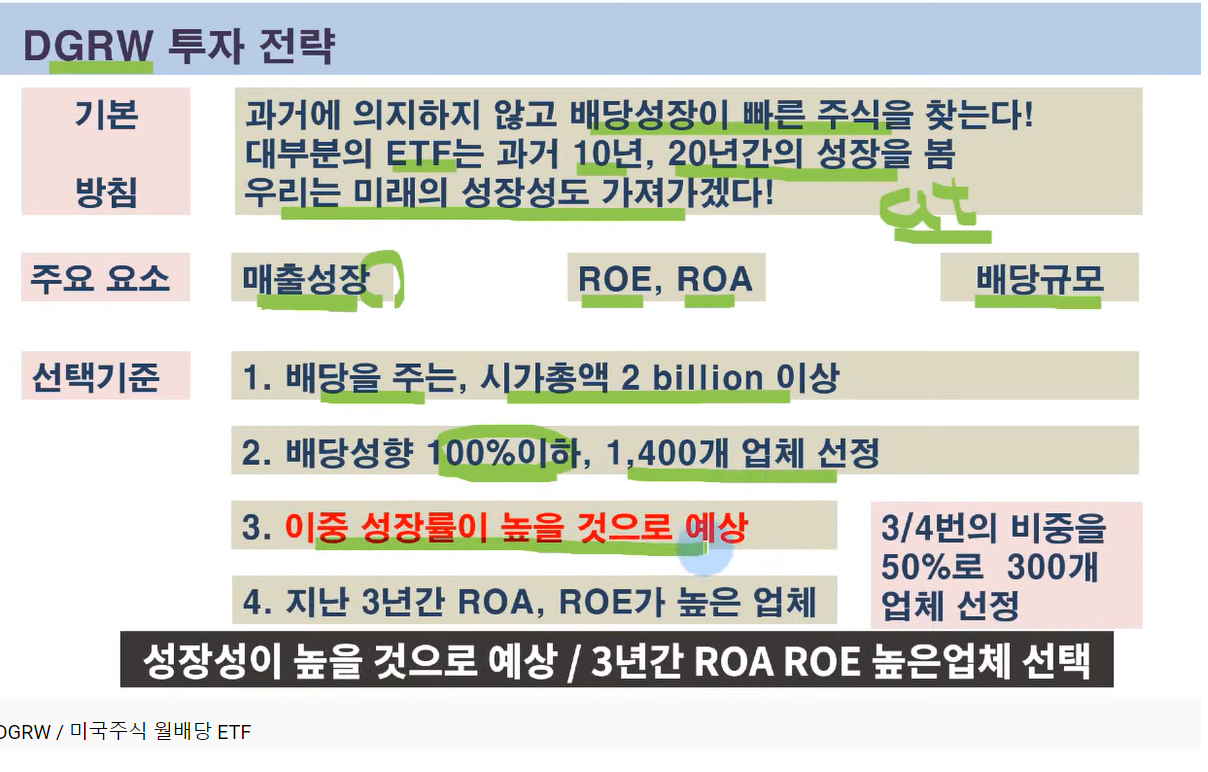 DGRW 투자 전략
기본
방침
과거에 의지하지 않고 배당성장이 빠른 주식을 찾는다!
대부분의 ETF는 과거 10년, 20년간의 성장을 봄
우리는 미래의 성장성도 가져가겠다!
주요 요소
매출성장
ROE, ROA
배당규모
선택기준
1. 배당을 주는, 시가총액 2 billion 이상
2. 배당성향 100%이하, 1,400개 업체 선정
3. 이중 성장률이 높을 것으로 예상
4. 지난 3년간 ROA, ROE가 높은 업체
3/4번의 비중을
50%로 300개
업체 선정
성장성이 높을 것으로 예상 / 3년간 ROA ROE 높은업체 선택
DGRW / 미국주식 월배당 ETF